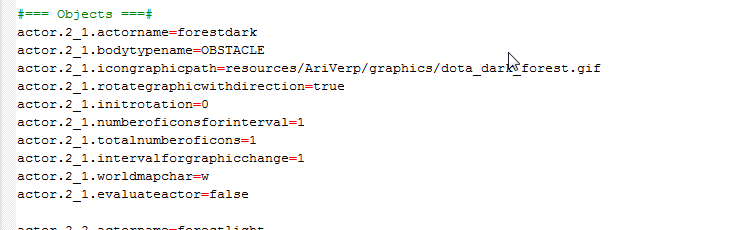 #=== Objects ===#
actor.2_1.actorname=forestdark
actor.2_1.bodytypename=OBSTACLE
actor.2_1.icongraphicpath=resources/AriVerp/graphics/dota_dark_forest.gif
actor.2_1.rotategraphicwithdirection=true
actor.2_1.initrotation=0
actor.2_1.numberoficonsforinterval=1
actor.2_1.totalnumberoficons=1
actor.2_1.intervalforgraphicchange=1
actor.2_1.worldmapchar=w
actor.2_1.evaluateactor=false
actor.2_2.actorname=forestlight